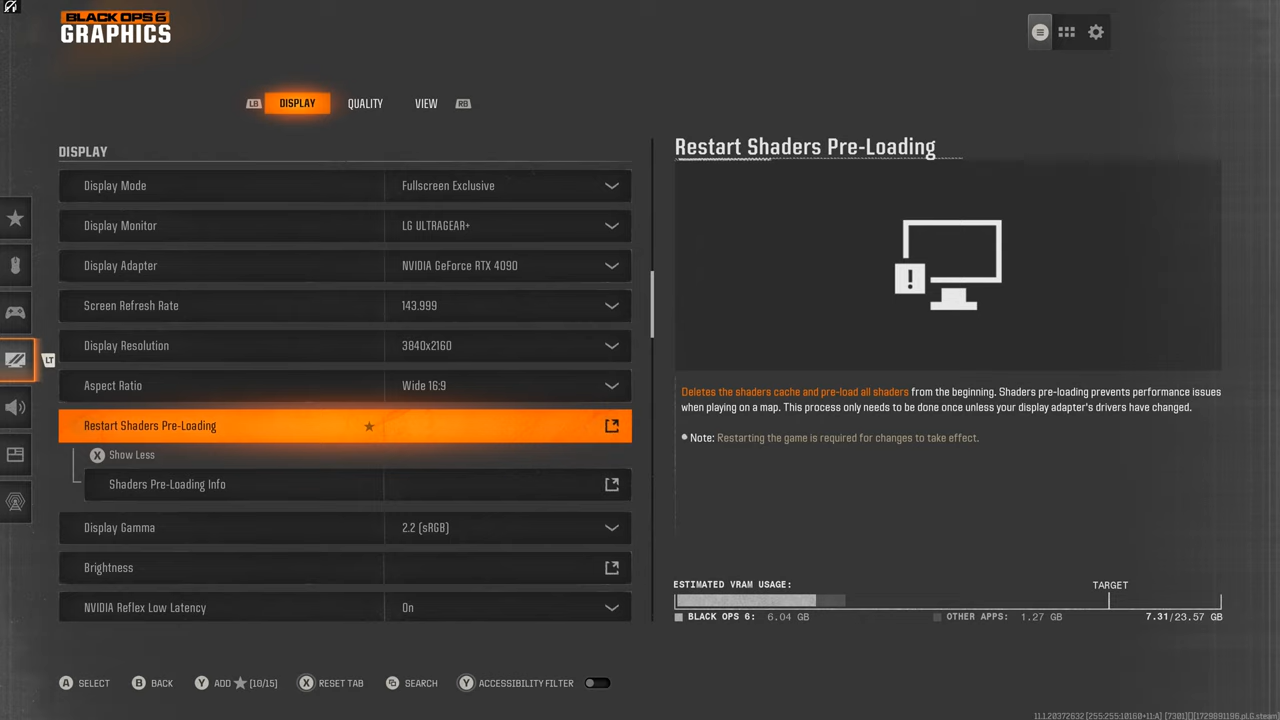 BLACK OPS 6
GRAPHICS
LB DISPLAY QUALITY VIEW RB
DISPLAY
Display Mode Fullscreen Exclusive
Display Monitor LG ULTRAGEAR+
Display Adapter NVIDIA GeForce RTX 4090
Screen Refresh Rate 143.999
Display Resolution 3840x2160
Aspect Ratio Wide 16:9
LT
Restart Shaders Pre-Loading
X Show Less
Shaders Pre-Loading Info
Display Gamma 2.2 (sRGB)
Brightness
NVIDIA Reflex Low Latency On
Restart Shaders Pre-Loading
Deletes the shaders cache and pre-load all shaders from the beginning. Shaders pre-loading prevents performance issues
when playing on a map. This process only needs to be done once unless your display adapter's drivers have changed.
Note: Restarting the game is required for changes to take effect.
ESTIMATED VRAM USAGE: TARGET
BLACK OPS 6: 6.04 GB OTHER APPS: 1.27 GB 7.31/23.57 GB
A SELECT B BACK Y ADD ★ (10/15) X RESET TAB SEARCH Y ACCESSIBILITY FILTER